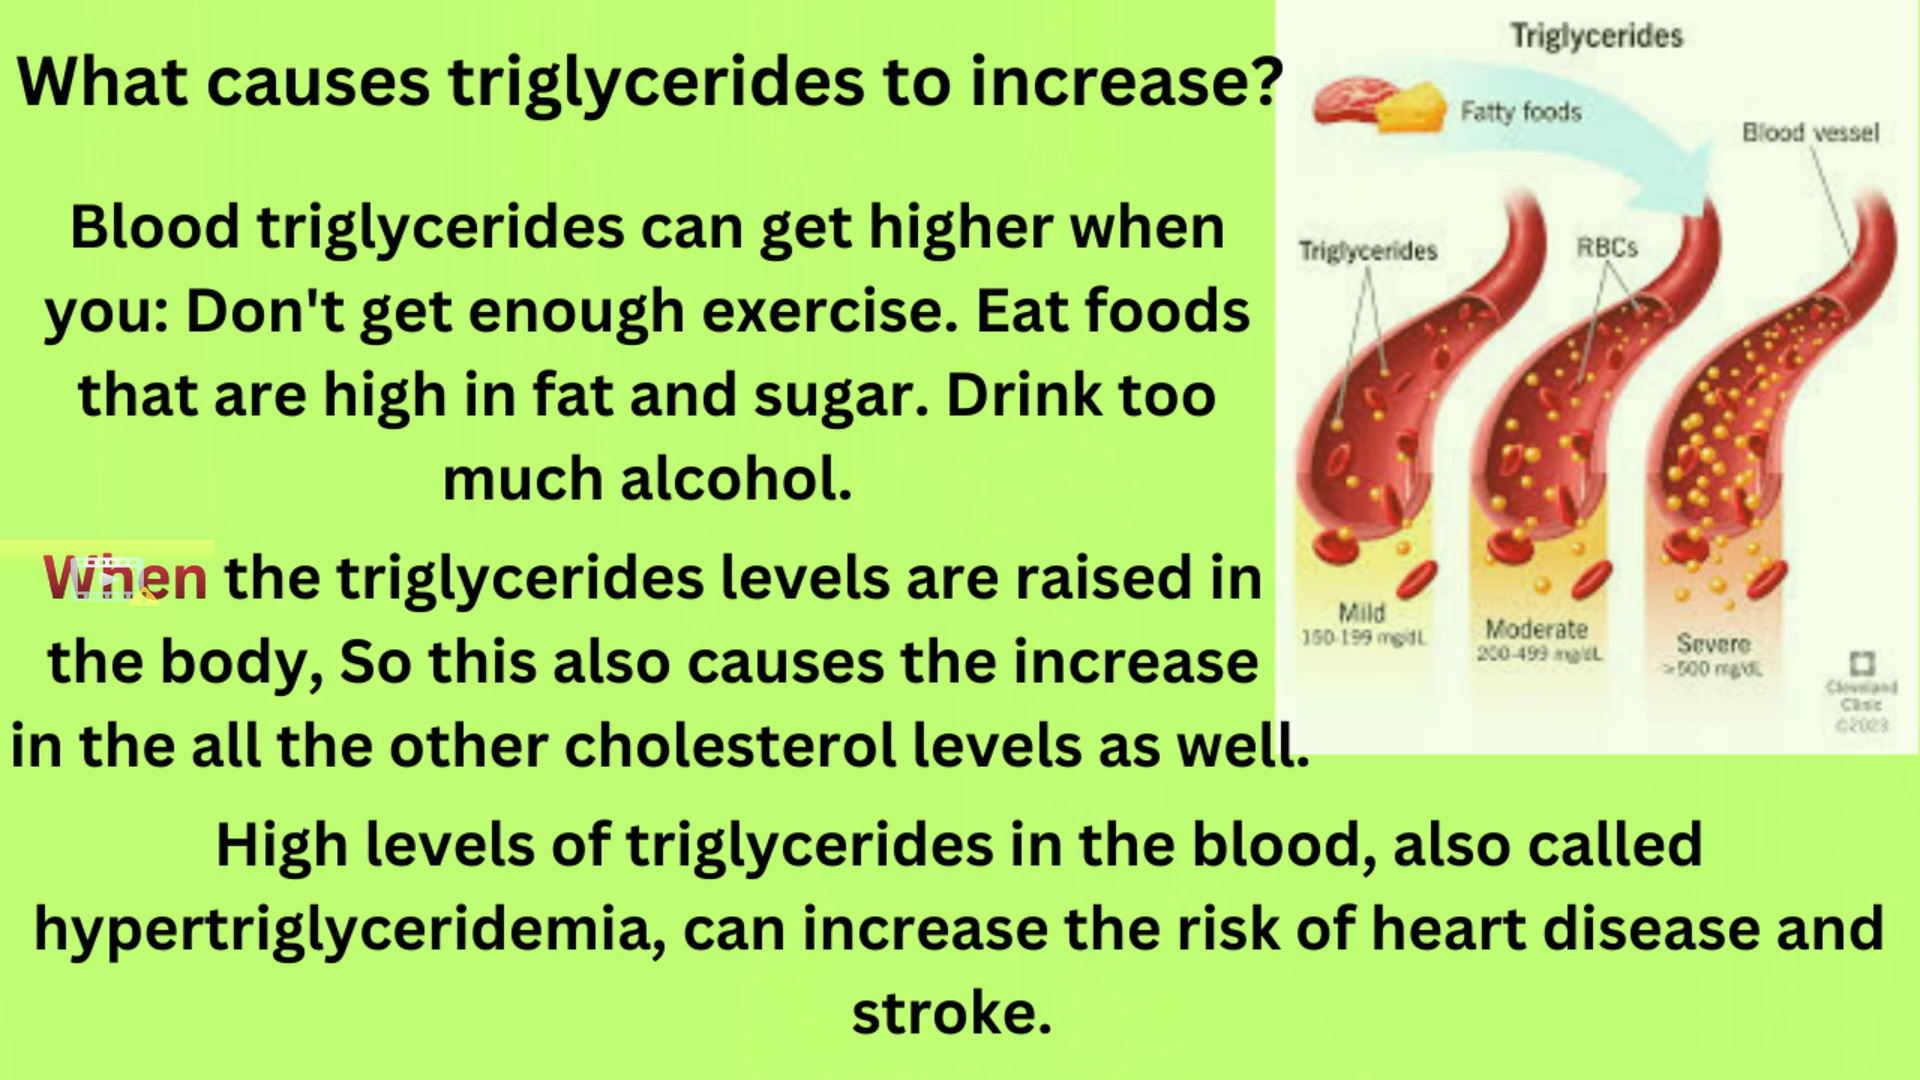 What causes triglycerides to increase?
Blood triglycerides can get higher when
you: Don't get enough exercise. Eat foods
that are high in fat and sugar. Drink too
much alcohol.
When the triglycerides levels are raised in
the body, So this also causes the increase
in the all the other cholesterol levels as well.
High levels of triglycerides in the blood, also called
hypertriglyceridemia, can increase the risk of heart disease and
stroke.
Triglycerides
Fatty foods
Blood vessel
Triglycerides
RBCs
Mild
150-199 mg/dL
Moderate
200-499 mg/dL
Severe
>500 mg/dL
Cleveland
Clinic
©2023